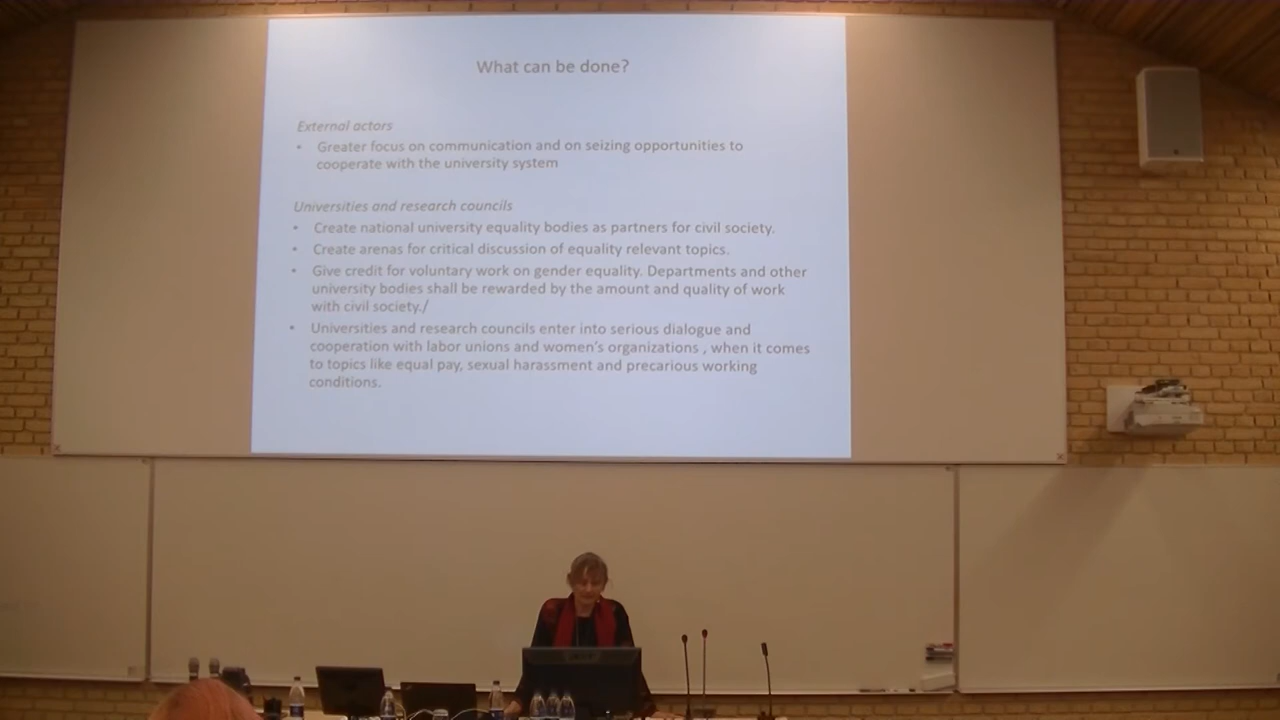 What can be done?
External actors
• Greater focus on communication and on seizing opportunities to
cooperate with the university system
Universities and research councils
• Create national university equality bodies as partners for civil society.
• Create arenas for critical discussion of equality relevant topics.
• Give credit for voluntary work on gender equality. Departments and other
university bodies shall be rewarded by the amount and quality of work
with civil society./
• Universities and research councils enter into serious dialogue and
cooperation with labor unions and women's organizations , when it comes
to topics like equal pay, sexual harassment and precarious working
conditions.